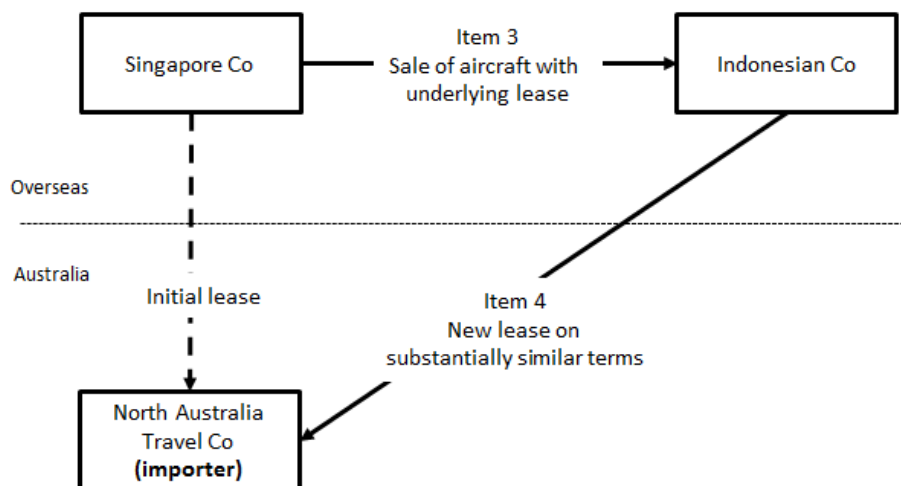 Singapore Co
Item 3
Sale of aircraft with
underlying lease
Indonesian Co
Overseas
Australia
Initial lease
Item 4
New lease on
substantially similar terms
North Australia
Travel Co
(importer)